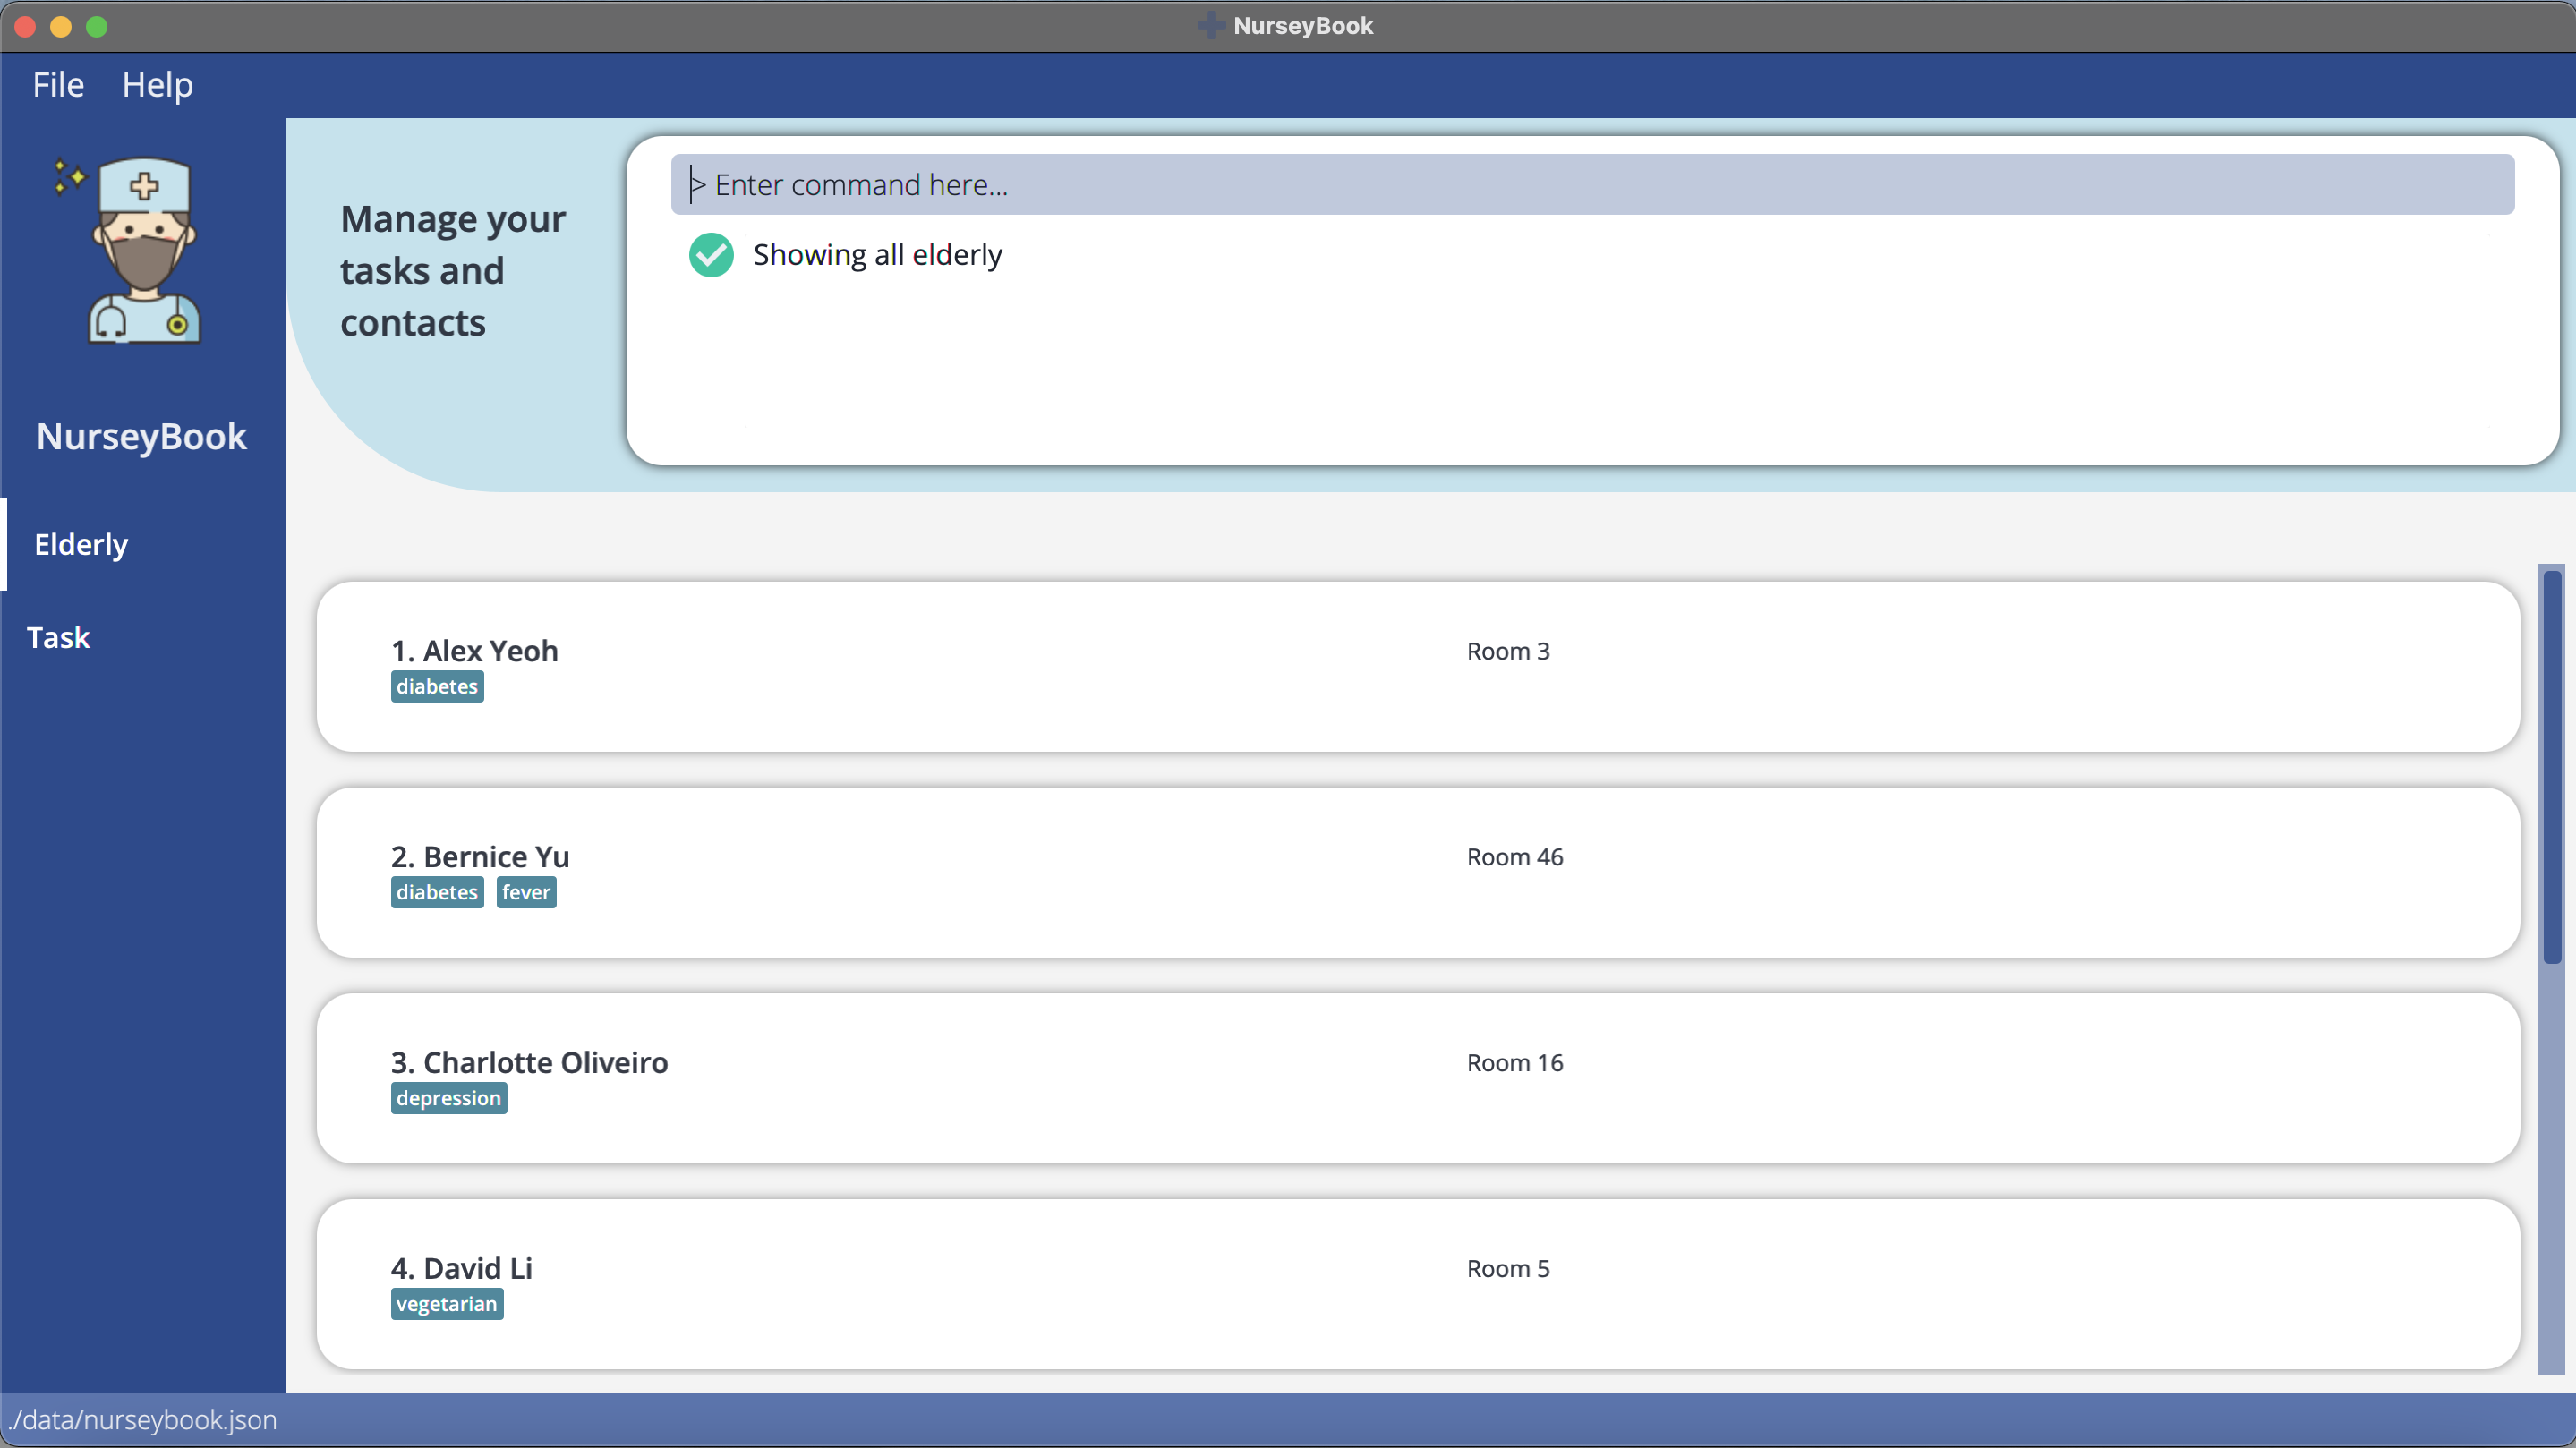 NurseyBook
File Help
NurseyBook
Elderly
Task
Manage your
tasks and
contacts
> Enter command here...
Showing all elderly
1. Alex Yeoh Room 3
diabetes
2. Bernice Yu Room 46
diabetes fever
3. Charlotte Oliveiro Room 16
depression
4. David Li Room 5
vegetarian
./data/nurseybook.json